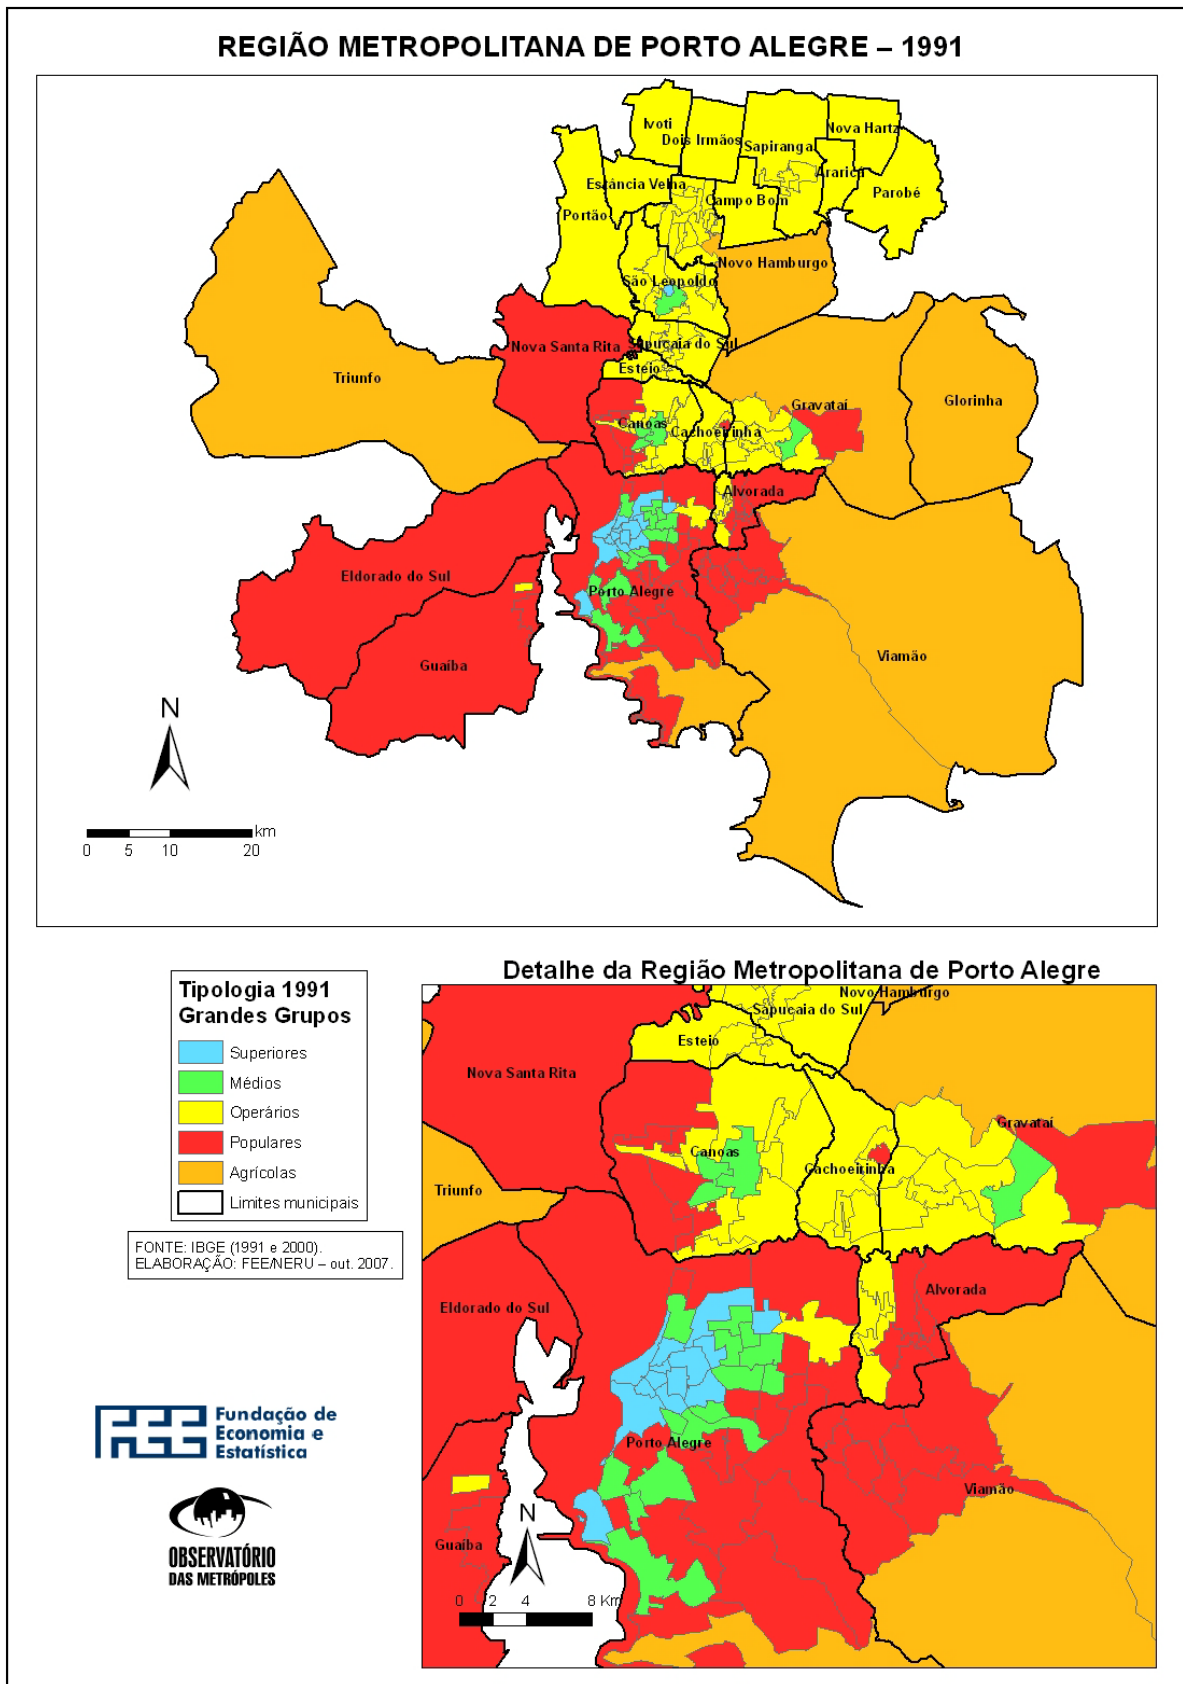 REGIÃO METROPOLITANA DE PORTO ALEGRE – 1991
Ivoti
Dois Irmãos
Nova Hartz
Sapiranga
Araricá
Parobé
Estância Velha
Campo Bom
Portão
Novo Hamburgo
São Leopoldo
Nova Santa Rita
Sapucaia do Sul
Esteio
Triunfo
Glorinha
Gravataí
Canoas
Cachoeirinha
Alvorada
Eldorado do Sul
Porto Alegre
Guaíba
Viamão
N
km
0 5 10 20
Detalhe da Região Metropolitana de Porto Alegre
Tipologia 1991
Grandes Grupos
Superiores
Médios
Operários
Populares
Agrícolas
Limites municipais
FONTE: IBGE (1991 e 2000).
ELABORAÇÃO: FEE/NERU – out. 2007.
FEE
Fundação de
Economia e
Estatística
OBSERVATÓRIO
DAS METRÓPOLES
Novo Hamburgo
Sapucaia do Sul
Esteio
Nova Santa Rita
Gravataí
Canoas
Cachoeirinha
Triunfo
Alvorada
Eldorado do Sul
Porto Alegre
Viamão
Guaíba
N
0 2 4 8 Km